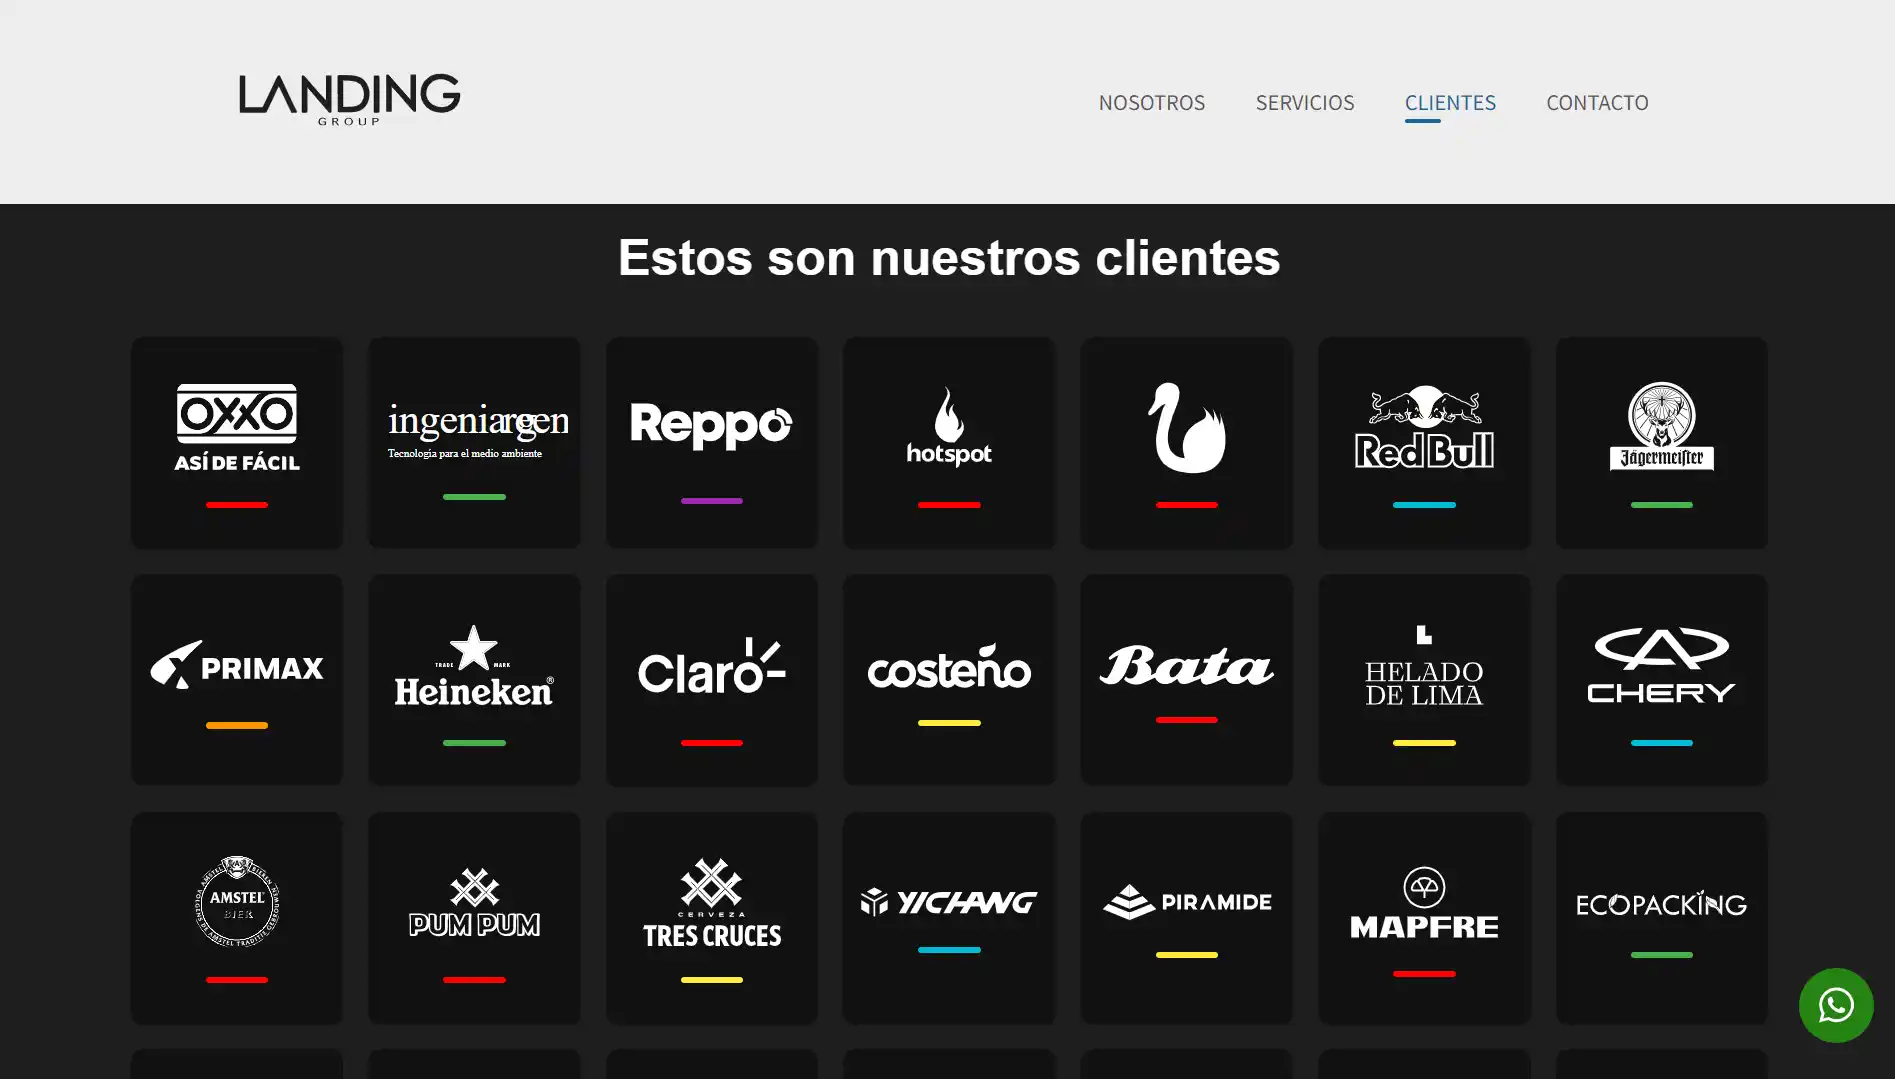 LANDING
GROUP
NOSOTROS SERVICIOS CLIENTES CONTACTO
Estos son nuestros clientes
OXXO
ASÍ DE FÁCIL
Tecnología para el medio ambiente
Reppo
hotspot
Red Bull
Jägermeister
PRIMAX
TRADE MARK
Heineken®
Claro
costeño
Bata
HELADO
DE LIMA
CHERY
AMSTEL
BIER
PUM PUM
CERVEZA
TRES CRUCES
YICHANG
PIRAMIDE
MAPFRE
ECOPACKING